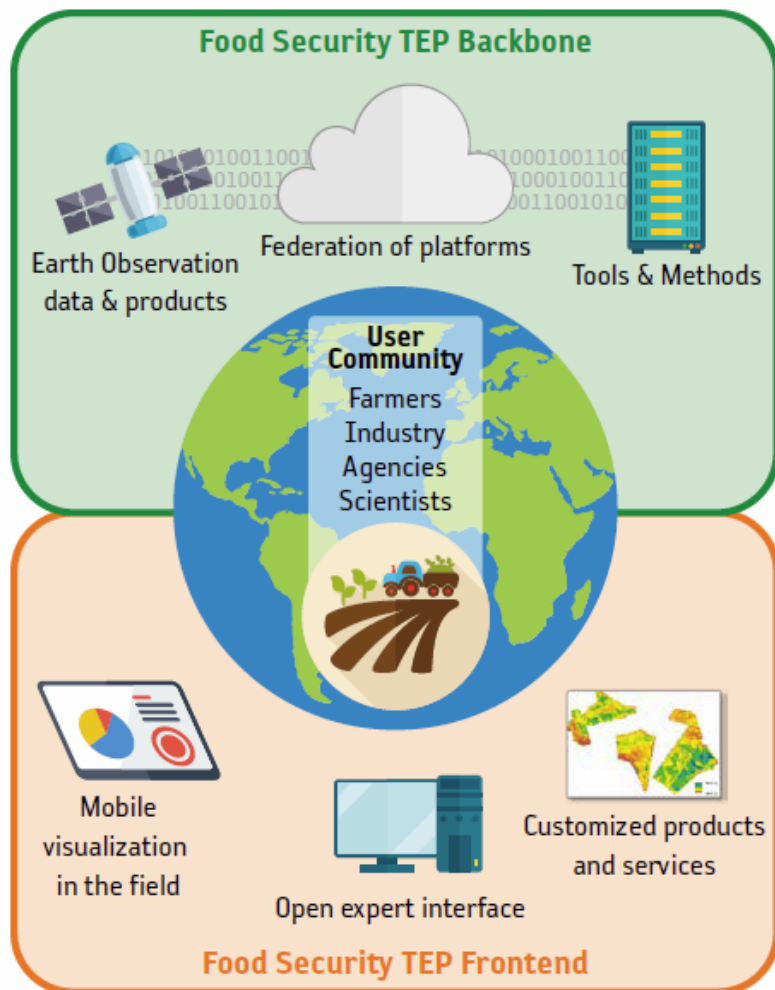 Food Security TEP Backbone
Earth Observation
data & products
Federation of platforms
Tools & Methods
User
Community
Farmers
Industry
Agencies
Scientists
Mobile
visualization
in the field
Open expert interface
Customized products
and services
Food Security TEP Frontend